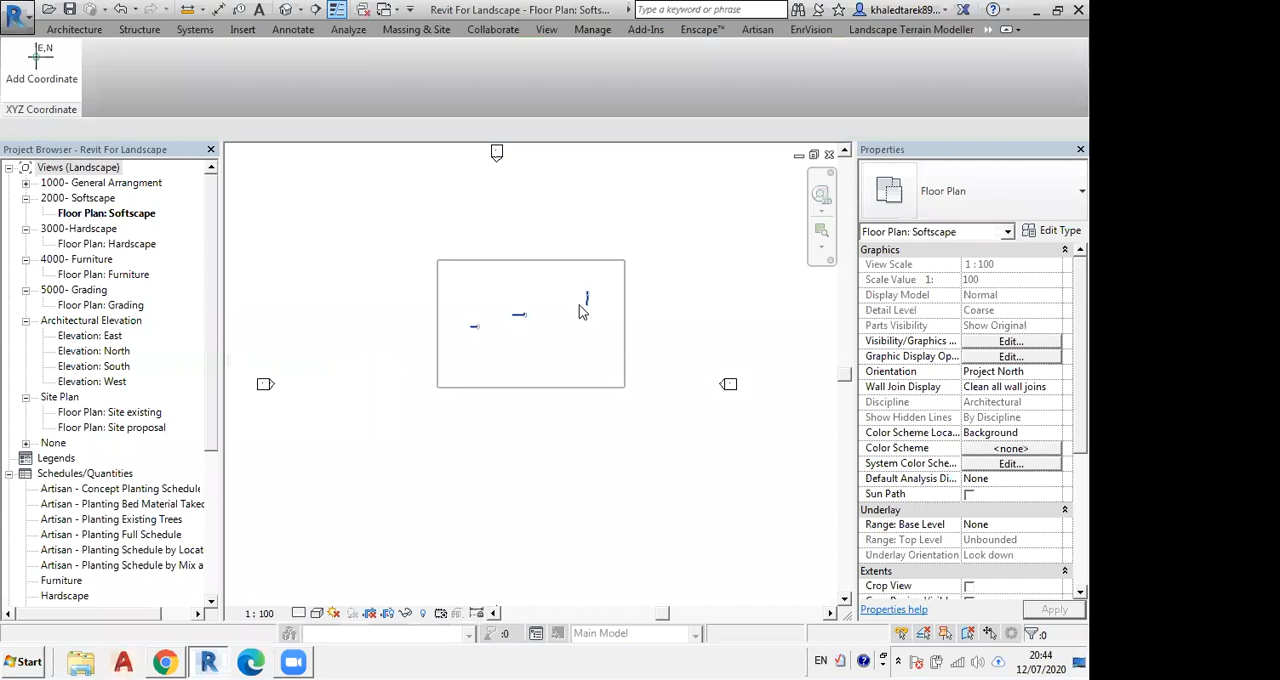 Revit For Landscape - Floor Plan: Softs...
Type a keyword or phrase
khaledtarek89...
Architecture Structure Systems Insert Annotate Analyze Massing & Site Collaborate View Manage Add-Ins Enscape™ Artisan EnrVision Landscape Terrain Modeller
E,N
Add Coordinate
XYZ Coordinate
Project Browser - Revit For Landscape
Views (Landscape)
1000- General Arrangment
2000- Softscape
Floor Plan: Softscape
3000-Hardscape
Floor Plan: Hardscape
4000- Furniture
Floor Plan: Furniture
5000- Grading
Floor Plan: Grading
Architectural Elevation
Elevation: East
Elevation: North
Elevation: South
Elevation: West
Site Plan
Floor Plan: Site existing
Floor Plan: Site proposal
None
Legends
Schedules/Quantities
Artisan - Concept Planting Schedule
Artisan - Planting Bed Material Takeo
Artisan - Planting Existing Trees
Artisan - Planting Full Schedule
Artisan - Planting Schedule by Locat
Artisan - Planting Schedule by Mix a
Furniture
Hardscape
Properties
Floor Plan
Floor Plan: Softscape Edit Type
Graphics
View Scale 1 : 100
Scale Value 1: 100
Display Model Normal
Detail Level Coarse
Parts Visibility Show Original
Visibility/Graphics ... Edit...
Graphic Display Op... Edit...
Orientation Project North
Wall Join Display Clean all wall joins
Discipline Architectural
Show Hidden Lines By Discipline
Color Scheme Loca... Background
Color Scheme <none>
System Color Sche... Edit...
Default Analysis Di... None
Sun Path
Underlay
Range: Base Level None
Range: Top Level Unbounded
Underlay Orientation Look down
Extents
Crop View
Properties help Apply
1 : 100
:0 Main Model :0
Start EN 20:44
12/07/2020